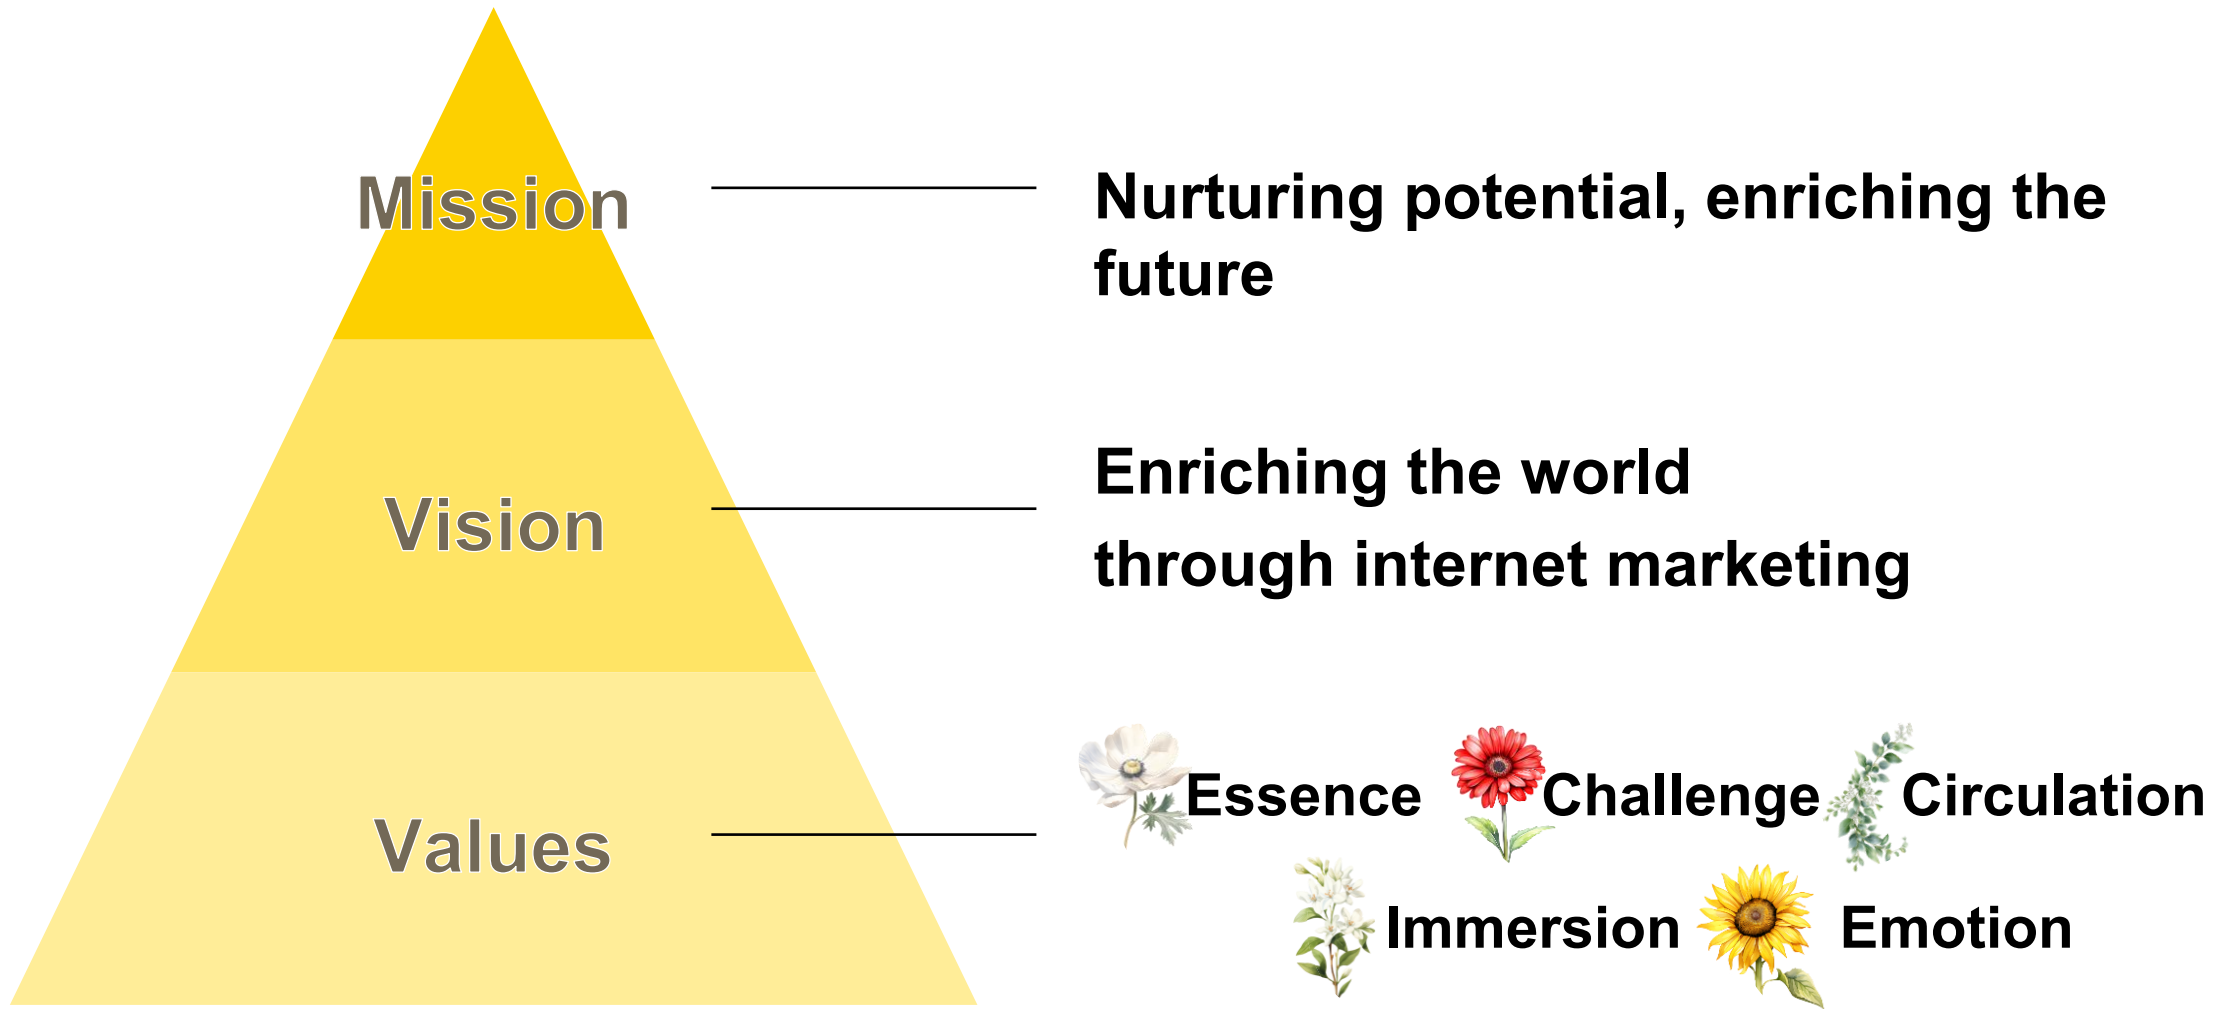 Mission
Nurturing potential, enriching the
future
Vision
Enriching the world
through internet marketing
Values
Essence Challenge Circulation
Immersion Emotion